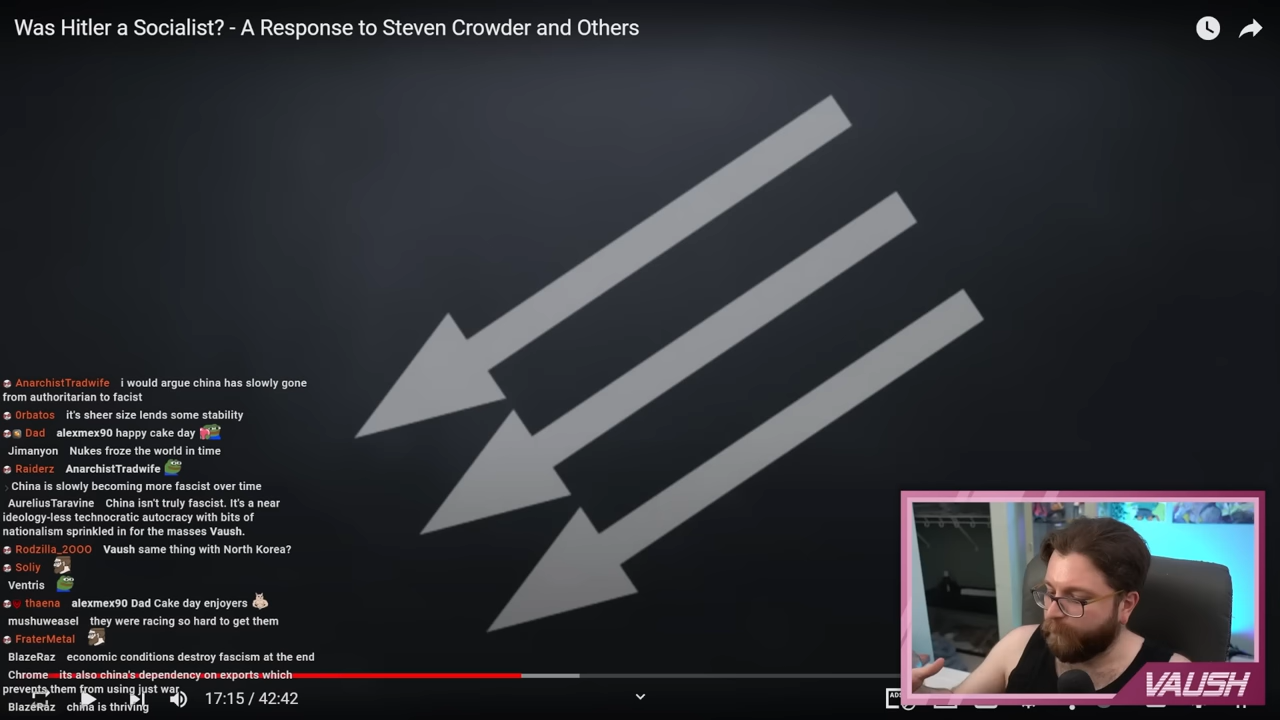 Was Hitler a Socialist? - A Response to Steven Crowder and Others
AnarchistTradwife i would argue china has slowly gone
from authoritarian to facist
0rbatos it's sheer size lends some stability
Dad alexmex90 happy cake day
Jimanyon Nukes froze the world in time
Raiderz AnarchistTradwife
China is slowly becoming more fascist over time
AureliusTaravine China isn't truly fascist. It's a near
ideology-less technocratic autocracy with bits of
nationalism sprinkled in for the masses Vaush.
Rodzilla_2000 Vaush same thing with North Korea?
Soliy
Ventris
thaena alexmex90 Dad Cake day enjoyers
mushuweasel they were racing so hard to get them
FraterMetal
BlazeRaz economic conditions destroy fascism at the end
Chrome its also china's dependency on exports which
prevents them from using just war
BlazeRaz china is thriving
17:15 / 42:42
VAUSH